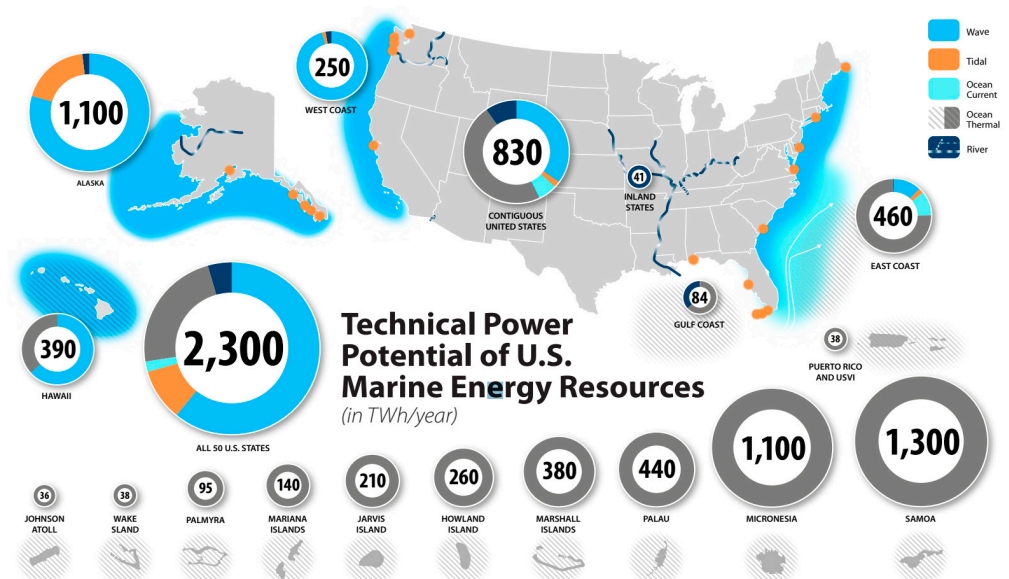 1,100
ALASKA
250
WEST COAST
830
CONTIGUOUS
UNITED STATES
41
INLAND
STATES
Wave
Tidal
Ocean
Current
Ocean
Thermal
River
460
EAST COAST
84
GULF COAST
390
HAWAII
2,300
ALL 50 U.S. STATES
Technical Power
Potential of U.S.
Marine Energy Resources
(in TWh/year)
38
PUERTO RICO
AND USVI
36
JOHNSON
ATOLL
38
WAKE
SLAND
95
PALMYRA
140
MARIANA
ISLANDS
210
JARVIS
ISLAND
260
HOWLAND
ISLAND
380
MARSHALL
ISLANDS
440
PALAU
1,100
MICRONESIA
1,300
SAMOA